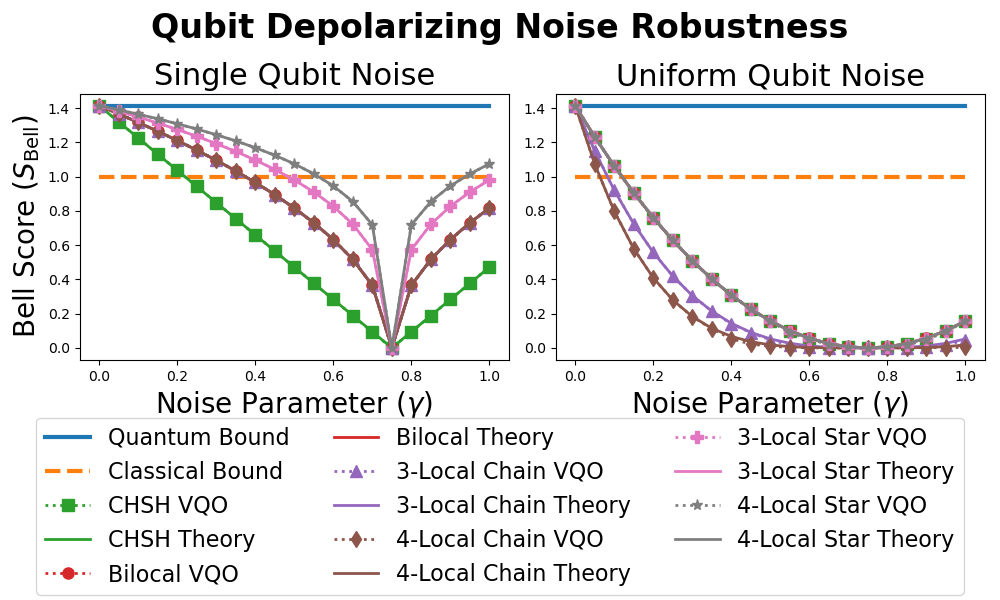 Qubit Depolarizing Noise Robustness
Single Qubit Noise
Uniform Qubit Noise
Bell Score (S_Bell)
1.4
1.2
1.0
0.8
0.6
0.4
0.2
0.0
0.0 0.2 0.4 0.6 0.8 1.0
Noise Parameter (γ)
1.4
1.2
1.0
0.8
0.6
0.4
0.2
0.0
0.0 0.2 0.4 0.6 0.8 1.0
Noise Parameter (γ)
Quantum Bound
Classical Bound
CHSH VQO
CHSH Theory
Bilocal VQO
Bilocal Theory
3-Local Chain VQO
3-Local Chain Theory
4-Local Chain VQO
4-Local Chain Theory
3-Local Star VQO
3-Local Star Theory
4-Local Star VQO
4-Local Star Theory